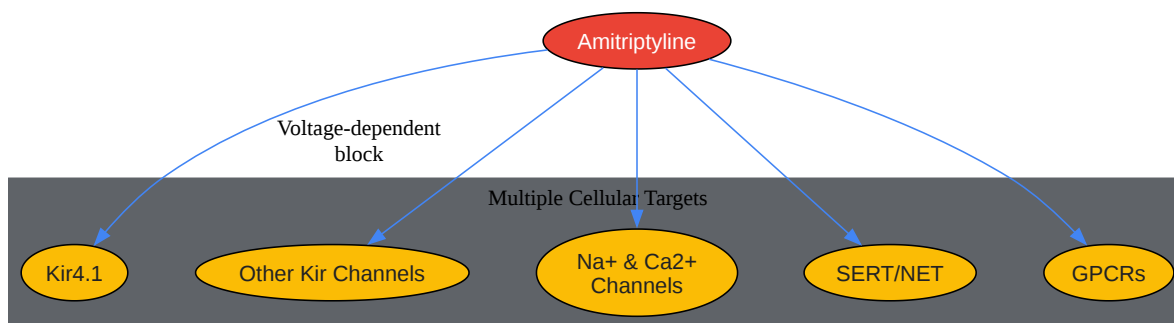 Amitriptyline
Voltage-dependent
block
Multiple Cellular Targets
Kir4.1
Other Kir Channels
Na+ & Ca2+
Channels
SERT/NET
GPCRs